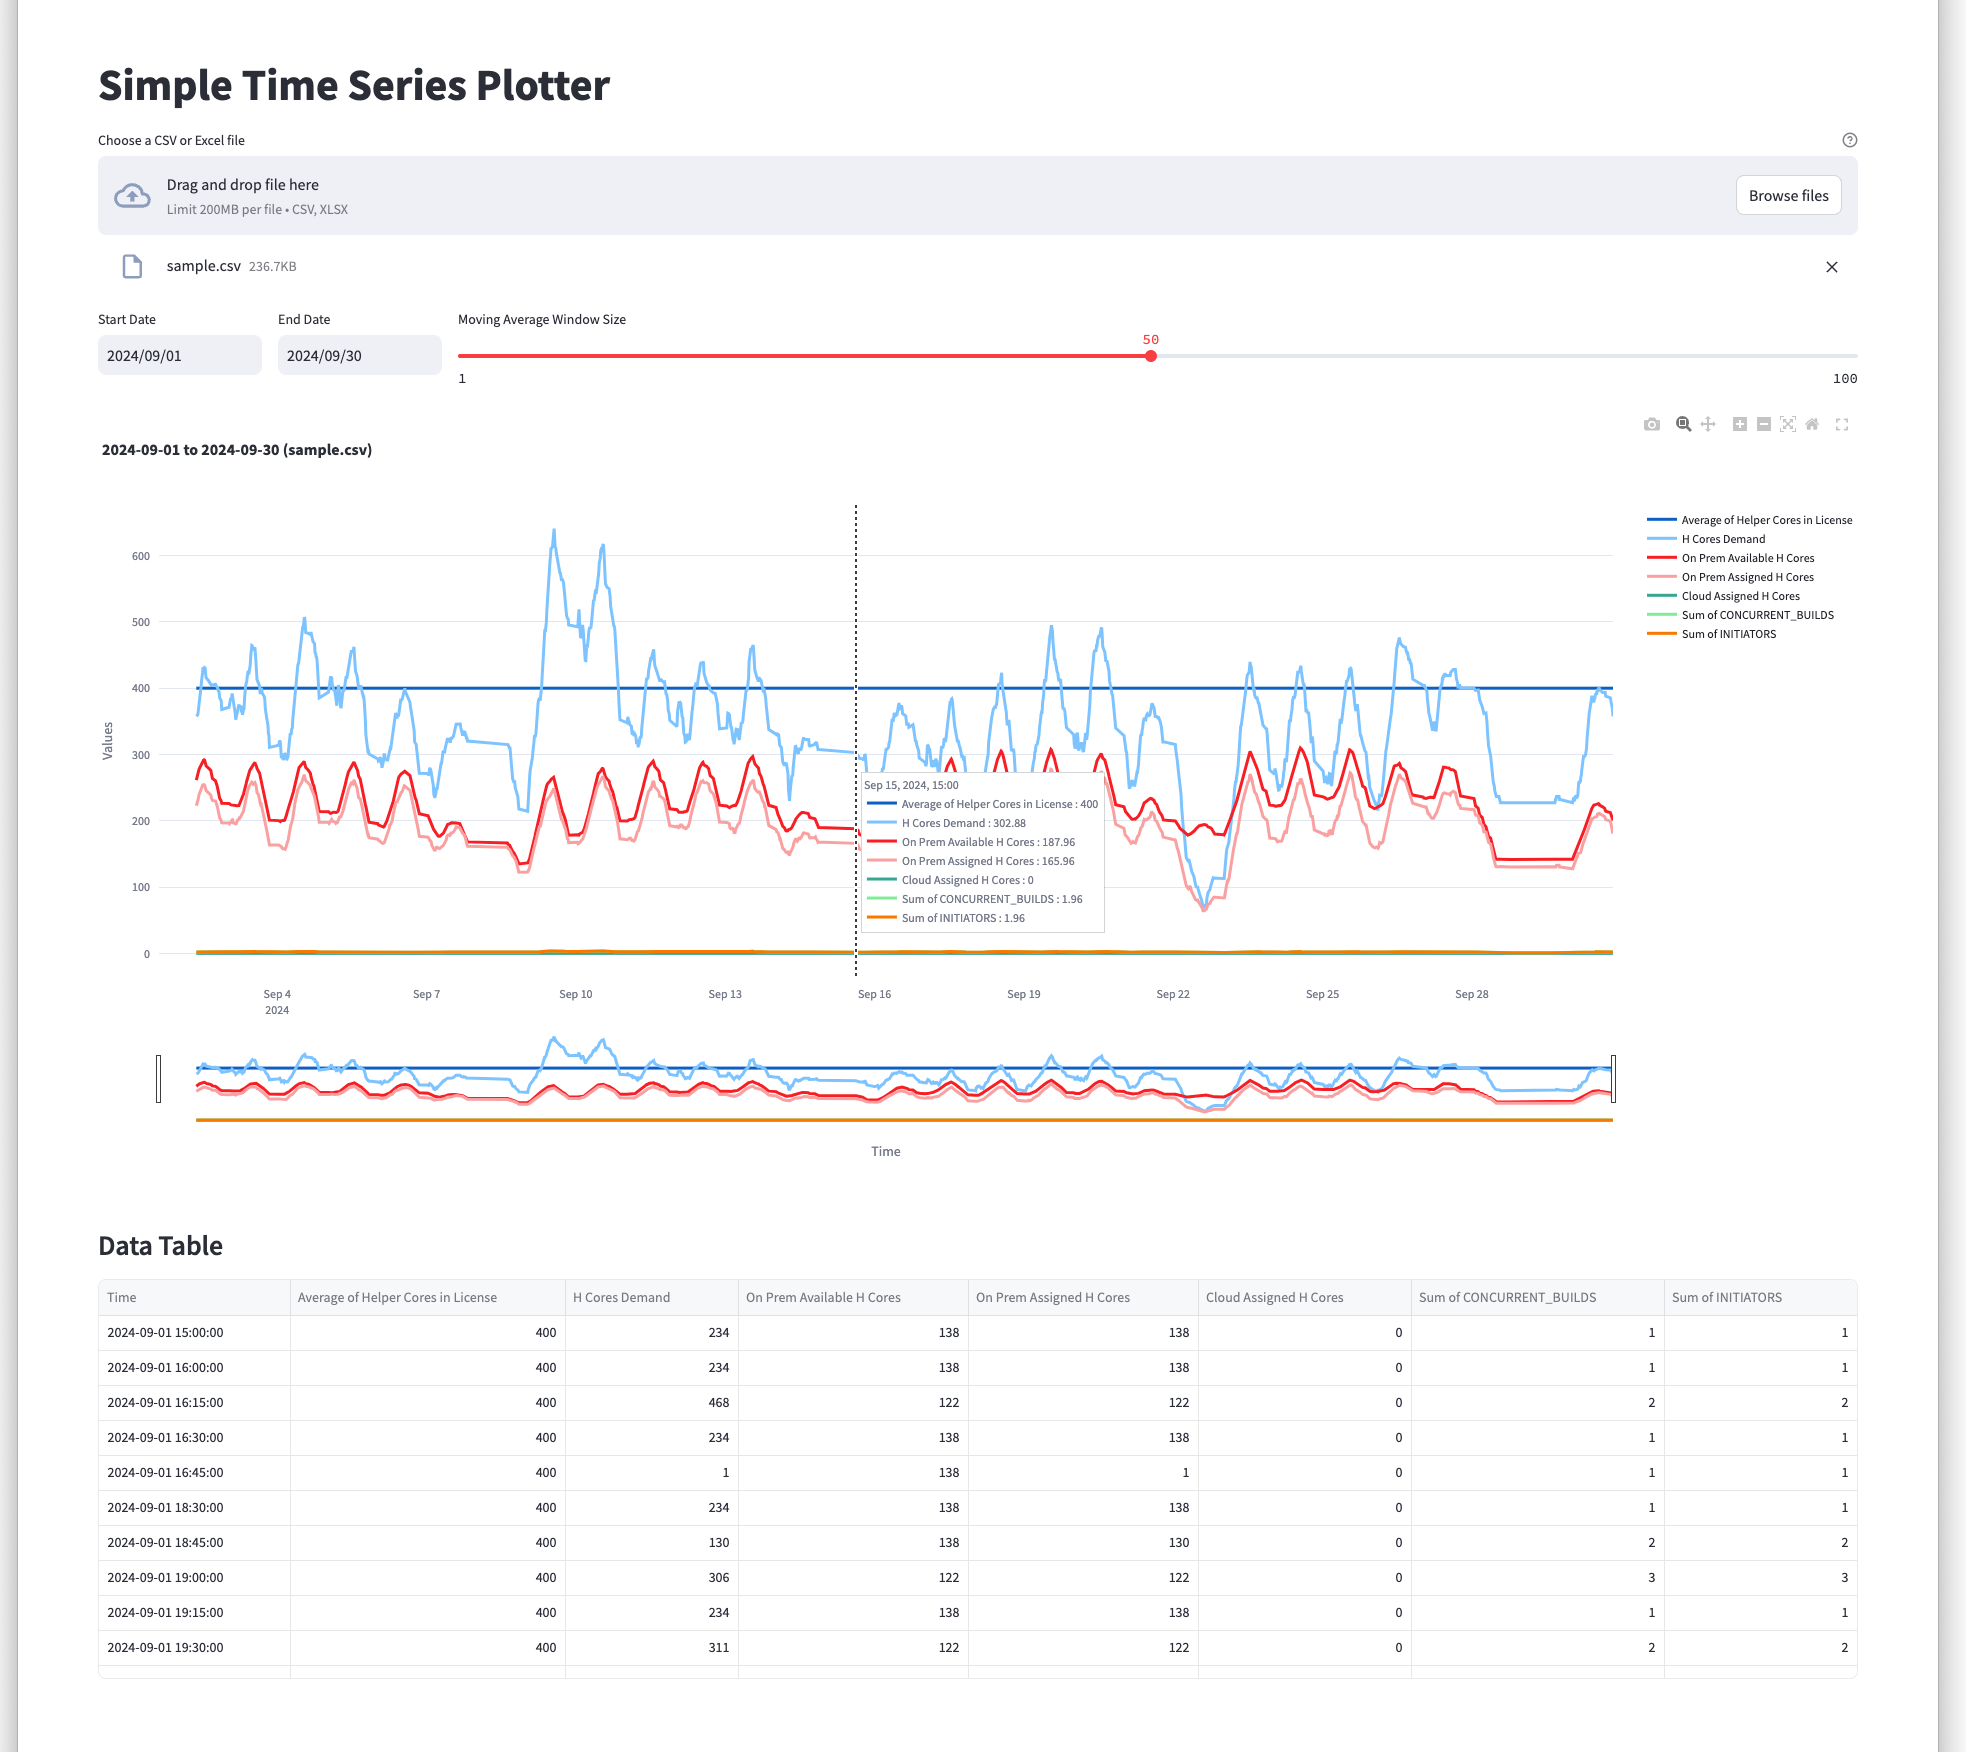 Simple Time Series Plotter
Choose a CSV or Excel file
Drag and drop file here
Limit 200MB per file • CSV, XLSX
Browse files
sample.csv 236.7KB
Start Date End Date Moving Average Window Size
2024/09/01 2024/09/30
50
1 100
2024-09-01 to 2024-09-30 (sample.csv)
Values
600
500
400
300
200
100
0
Average of Helper Cores in License
H Cores Demand
On Prem Available H Cores
On Prem Assigned H Cores
Cloud Assigned H Cores
Sum of CONCURRENT_BUILDS
Sum of INITIATORS
Sep 15, 2024, 15:00
Average of Helper Cores in License : 400
H Cores Demand : 302.88
On Prem Available H Cores : 187.96
On Prem Assigned H Cores : 165.96
Cloud Assigned H Cores : 0
Sum of CONCURRENT_BUILDS : 1.96
Sum of INITIATORS : 1.96
Sep 4 Sep 7 Sep 10 Sep 13 Sep 16 Sep 19 Sep 22 Sep 25 Sep 28
2024
Time
Data Table
Time Average of Helper Cores in License H Cores Demand On Prem Available H Cores On Prem Assigned H Cores Cloud Assigned H Cores Sum of CONCURRENT_BUILDS Sum of INITIATORS
2024-09-01 15:00:00 400 234 138 138 0 1 1
2024-09-01 16:00:00 400 234 138 138 0 1 1
2024-09-01 16:15:00 400 468 122 122 0 2 2
2024-09-01 16:30:00 400 234 138 138 0 1 1
2024-09-01 16:45:00 400 1 138 1 0 1 1
2024-09-01 18:30:00 400 234 138 138 0 1 1
2024-09-01 18:45:00 400 130 138 130 0 2 2
2024-09-01 19:00:00 400 306 122 122 0 3 3
2024-09-01 19:15:00 400 234 138 138 0 1 1
2024-09-01 19:30:00 400 311 122 122 0 2 2